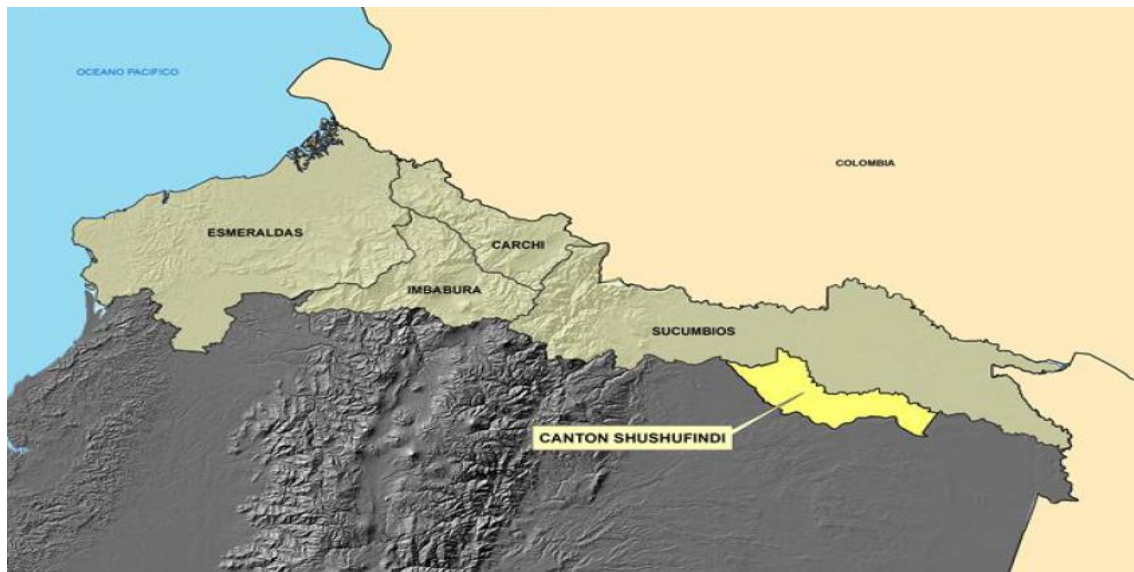 OCEANO PACIFICO
COLOMBIA
ESMERALDAS
CARCHI
IMBABURA
SUCUMBIOS
CANTON SHUSHUFINDI